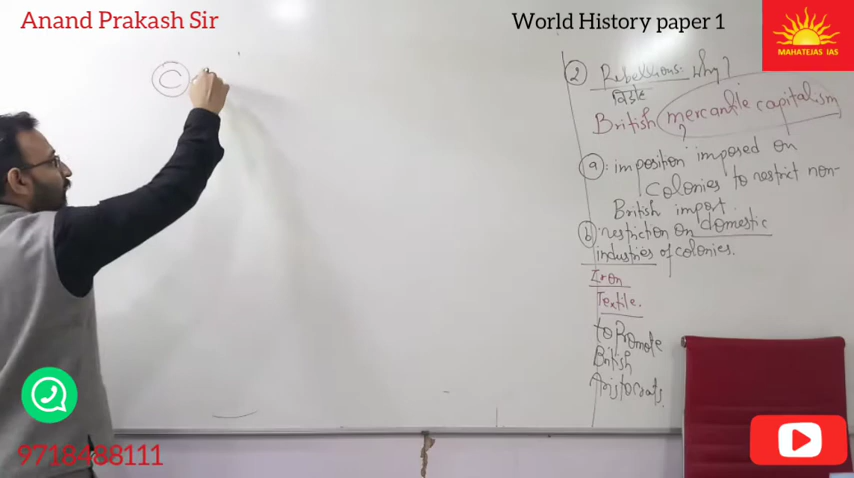 Anand Prakash Sir
World History paper 1
MAHATEJAS IAS
C
2 Rebellions: why?
विद्रोह
British mercantile capitalism
?
a: imposition imposed on
colonies to restrict non-
British import.
b restriction on domestic
industries of colonies.
Iron
Textile.
to Promote
British
Aristocrats.
9718488111